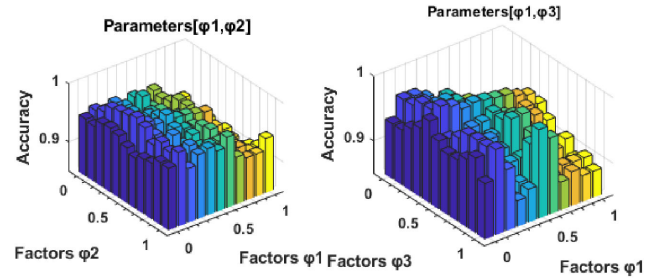 Parameters[φ1,φ2]
1
0.9
Accuracy
0
0.5
1
Factors φ2
0
0.5
1
Factors φ1
Parameters[φ1,φ3]
1
0.9
Accuracy
0
0.5
1
Factors φ3
0
0.5
1
Factors φ1